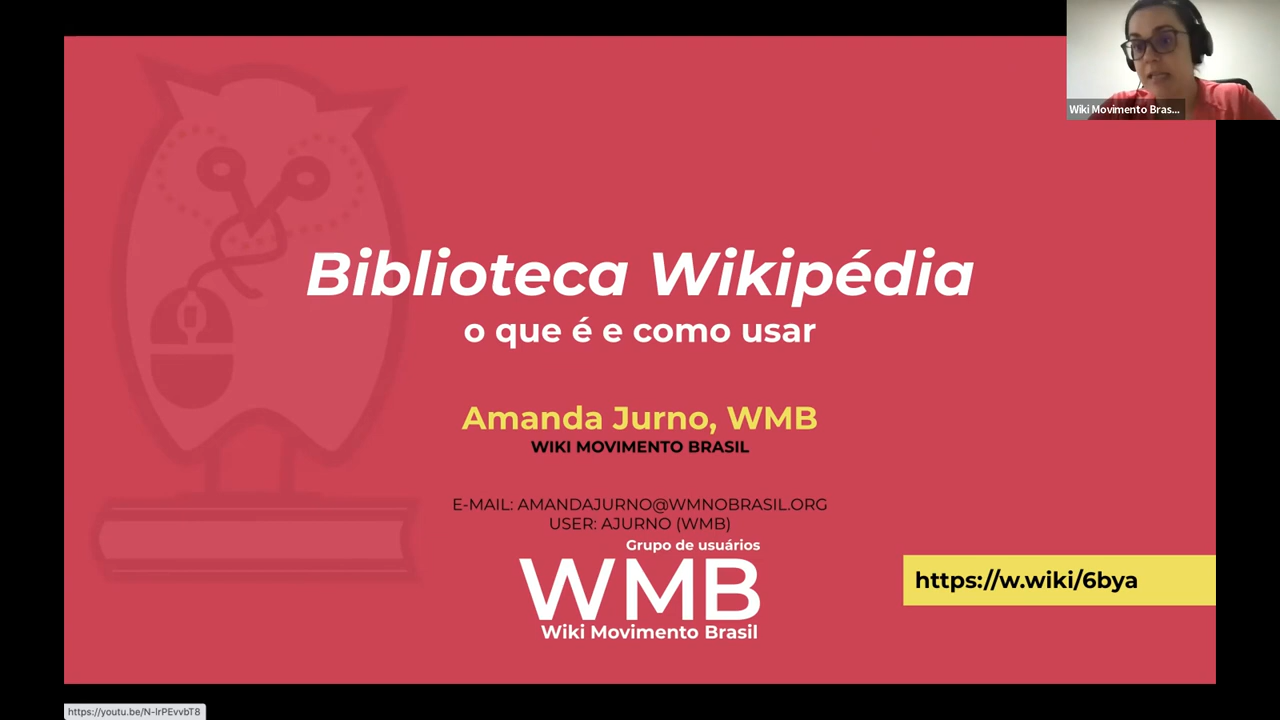 Wiki Movimento Bras...
Biblioteca Wikipédia
o que é e como usar
Amanda Jurno, WMB
WIKI MOVIMENTO BRASIL
E-MAIL: AMANDAJURNO@WMNOBRASIL.ORG
USER: AJURNO (WMB)
Grupo de usuários
WMB
Wiki Movimento Brasil
https://w.wiki/6bya
https://youtu.be/N-IrPEvvbT8